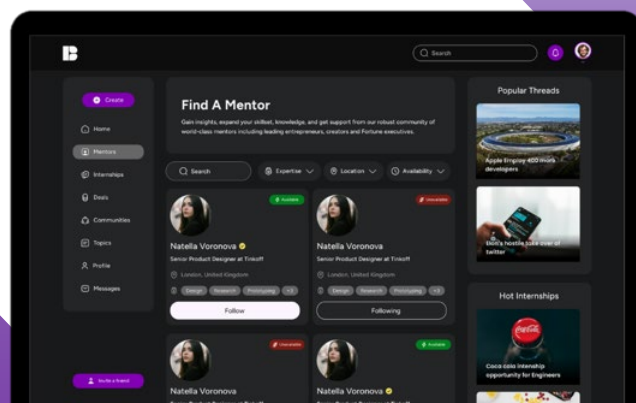 B
Search
Create
Home
Mentors
Internships
Deals
Communities
Topics
Profile
Messages
Invite a friend
Find A Mentor
Gain insights, expand your skillset, knowledge, and get support from our robust community of
world-class mentors including leading entrepreneurs, creators and Fortune executives.
Search
Expertise
Location
Availability
Available
Natella Voronova
Senior Product Designer at Tinkoff
London, United Kingdom
Design Research Prototyping +3
Follow
Unavailable
Natella Voronova
Senior Product Designer at Tinkoff
London, United Kingdom
Design Research Prototyping +3
Following
Unavailable
Natella Voronova
Available
Natella Voronova
Popular Threads
Apple Employ 400 more
developers
Elon's hostile take over of
twitter
Hot Internships
Coca-Cola
Coca cola internship
opportunity for Engineers